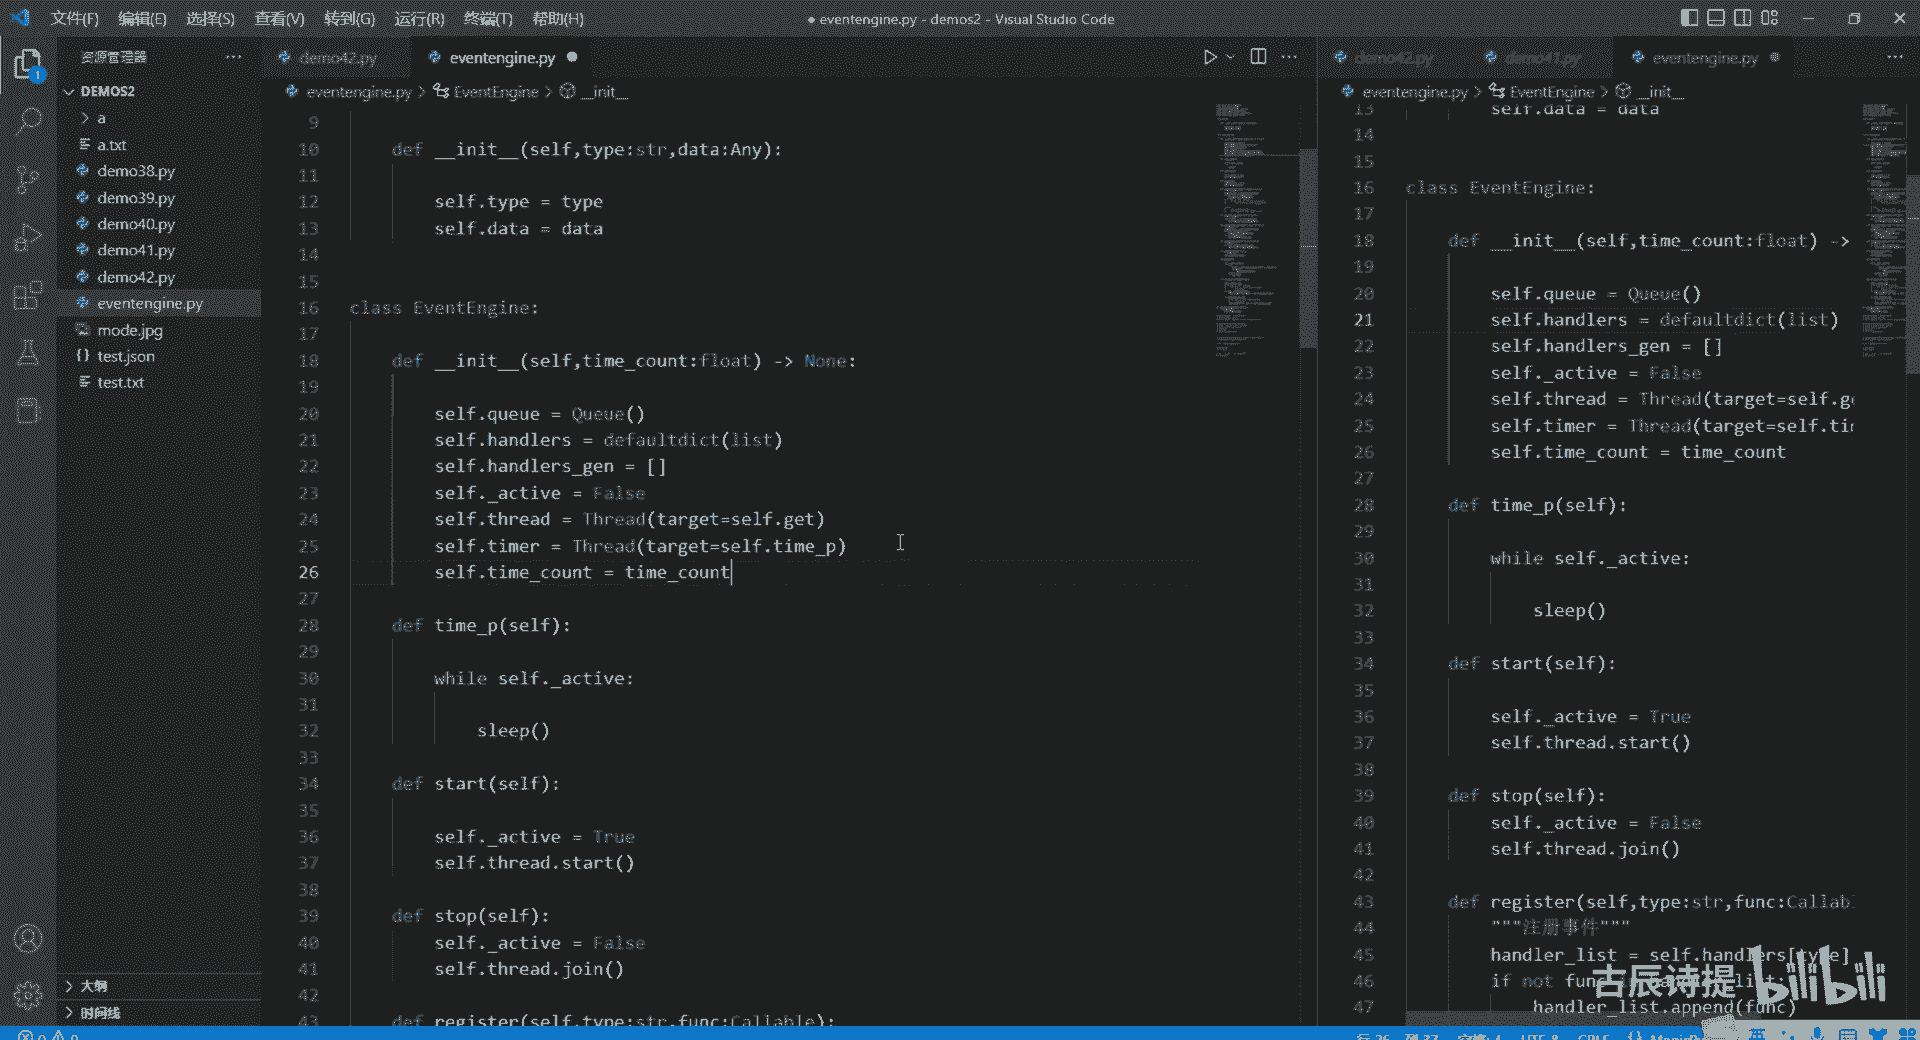 文件(F) 编辑(E) 选择(S) 查看(V) 转到(G) 运行(R) 终端(T) 帮助(H)
● eventengine.py - demos2 - Visual Studio Code
资源管理器 ···
1
DEMOS2
a
a.txt
demo38.py
demo39.py
demo40.py
demo41.py
demo42.py
eventengine.py
mode.jpg
{} test.json
test.txt
大纲
时间线
demo42.py eventengine.py ●
eventengine.py > EventEngine > __init__
9
10 def __init__(self,type:str,data:Any):
11
12 self.type = type
13 self.data = data
14
15
16 class EventEngine:
17
18 def __init__(self,time_count:float) -> None:
19
20 self.queue = Queue()
21 self.handlers = defaultdict(list)
22 self.handlers_gen = []
23 self._active = False
24 self.thread = Thread(target=self.get)
25 self.timer = Thread(target=self.time_p)
26 self.time_count = time_count
27
28 def time_p(self):
29
30 while self._active:
31
32 sleep()
33
34 def start(self):
35
36 self._active = True
37 self.thread.start()
38
39 def stop(self):
40 self._active = False
41 self.thread.join()
42
43 def register(self,type:str,func:Callable):
demo42.py demo41.py eventengine.py ●
eventengine.py > EventEngine > __init__
13 self.data = data
14
15
16 class EventEngine:
17
18 def __init__(self,time_count:float) ->
19
20 self.queue = Queue()
21 self.handlers = defaultdict(list)
22 self.handlers_gen = []
23 self._active = False
24 self.thread = Thread(target=self.ge
25 self.timer = Thread(target=self.tim
26 self.time_count = time_count
27
28 def time_p(self):
29
30 while self._active:
31
32 sleep()
33
34 def start(self):
35
36 self._active = True
37 self.thread.start()
38
39 def stop(self):
40 self._active = False
41 self.thread.join()
42
43 def register(self,type:str,func:Callabl
44 """注册事件"""
45 handler_list = self.handlers[type]
46 if not func
47 handler_list.append(func)
古辰诗提 bilibili
行 26 列 37 空格: 4 UTF-8 CRLF
英